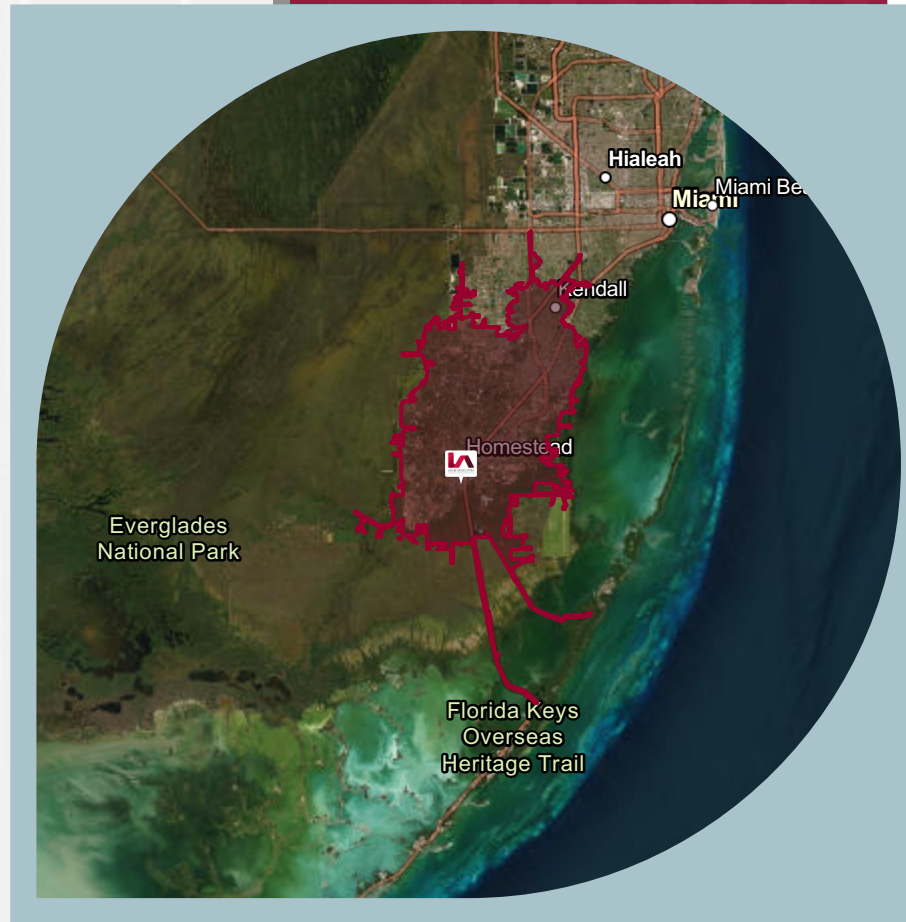 Hialeah
Miami Be
Miami
Kendall
Homestead
Everglades
National Park
Florida Keys
Overseas
Heritage Trail